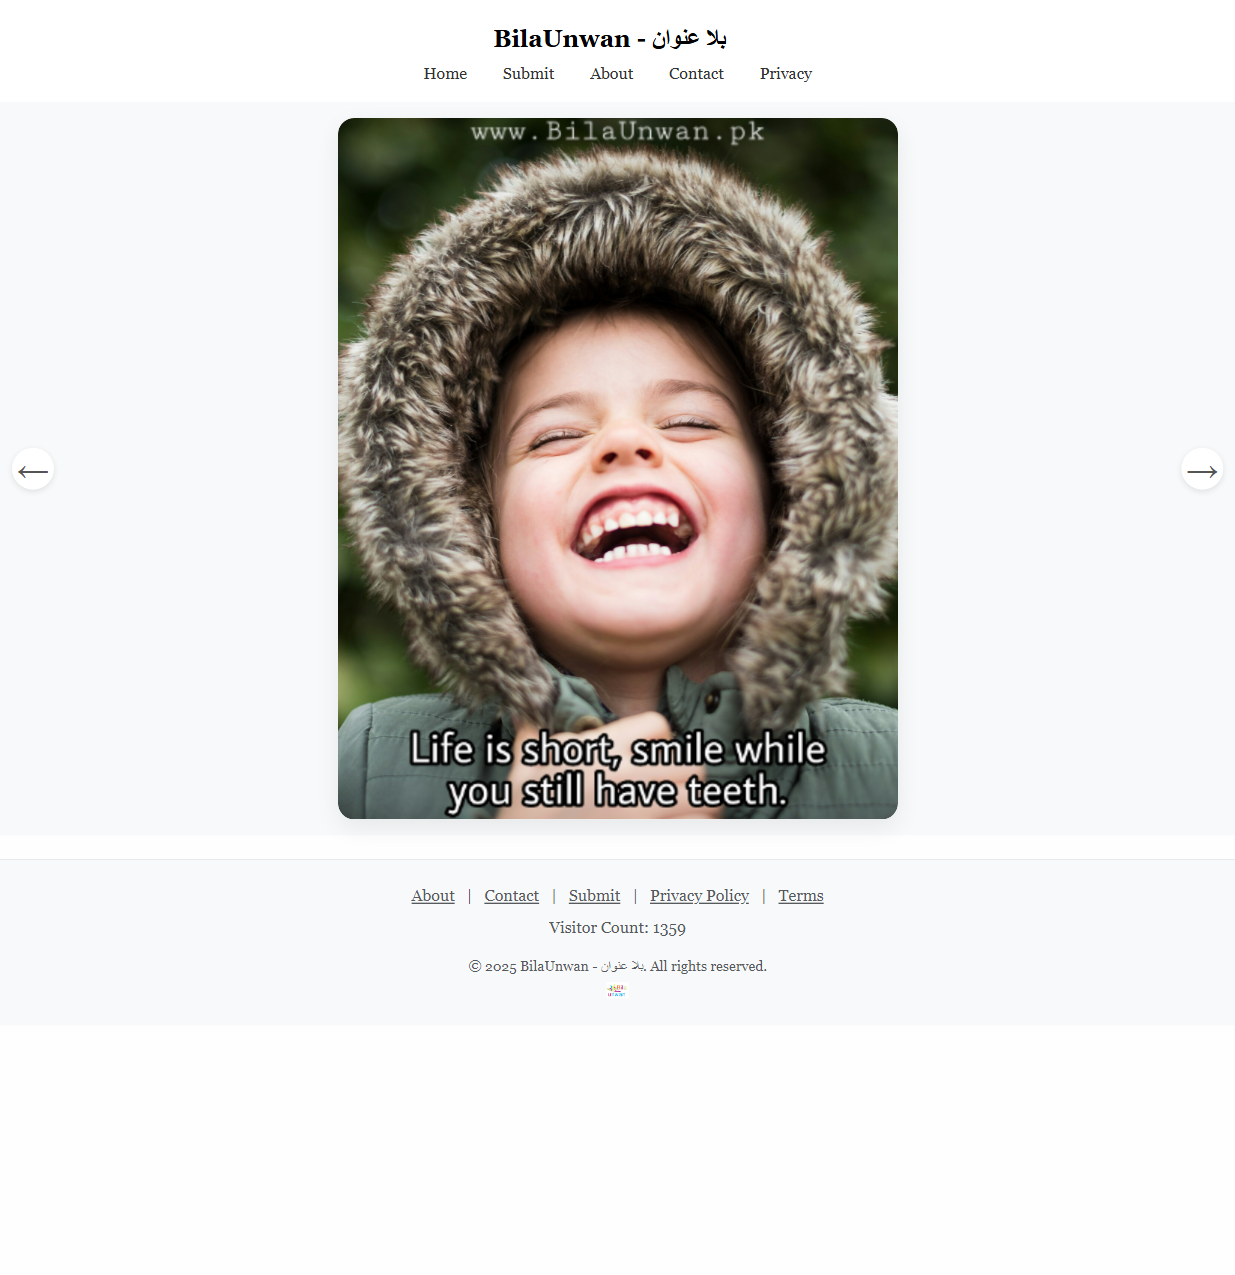 BilaUnwan - بلا عنوان
Home Submit About Contact Privacy
www.BilaUnwan.pk
←
→
Life is short, smile while
you still have teeth.
About | Contact | Submit | Privacy Policy | Terms
Visitor Count: 1359
© 2025 BilaUnwan - بلا عنوان. All rights reserved.